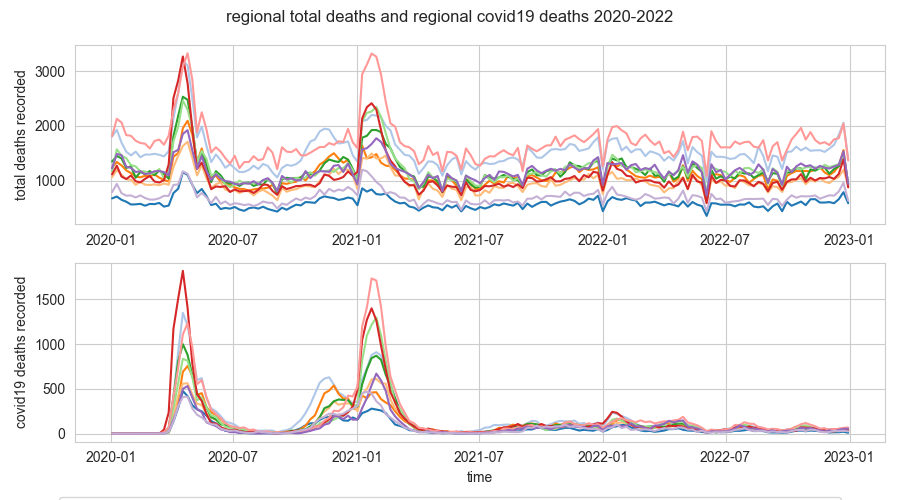 regional total deaths and regional covid19 deaths 2020-2022
total deaths recorded
3000
2000
1000
2020-01 2020-07 2021-01 2021-07 2022-01 2022-07 2023-01
covid19 deaths recorded
1500
1000
500
0
2020-01 2020-07 2021-01 2021-07 2022-01 2022-07 2023-01
time